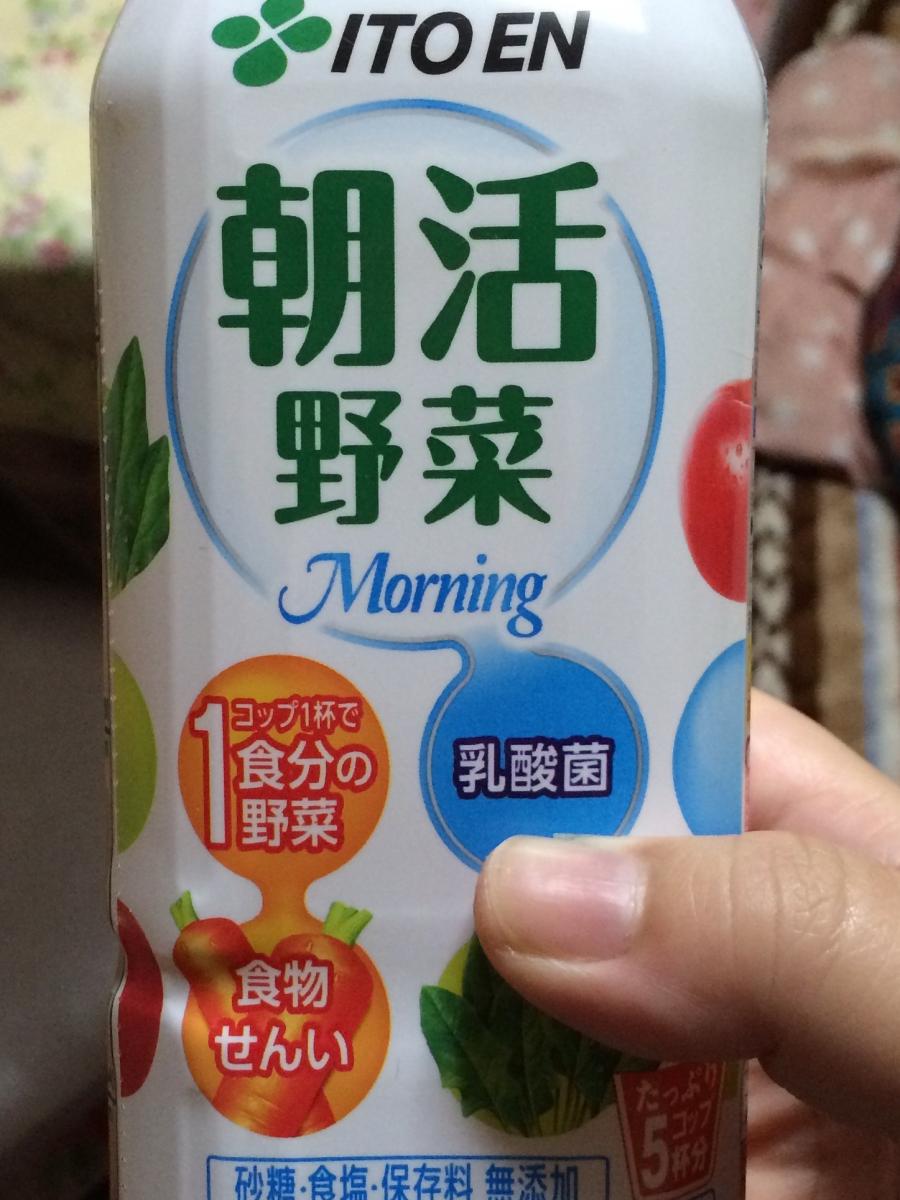 ITO EN
朝活
野菜
Morning
コップ1杯で
1食分の
野菜
乳酸菌
食物
せんい
たっぷり
5コップ
杯分
砂糖・食塩・保存料 無添加